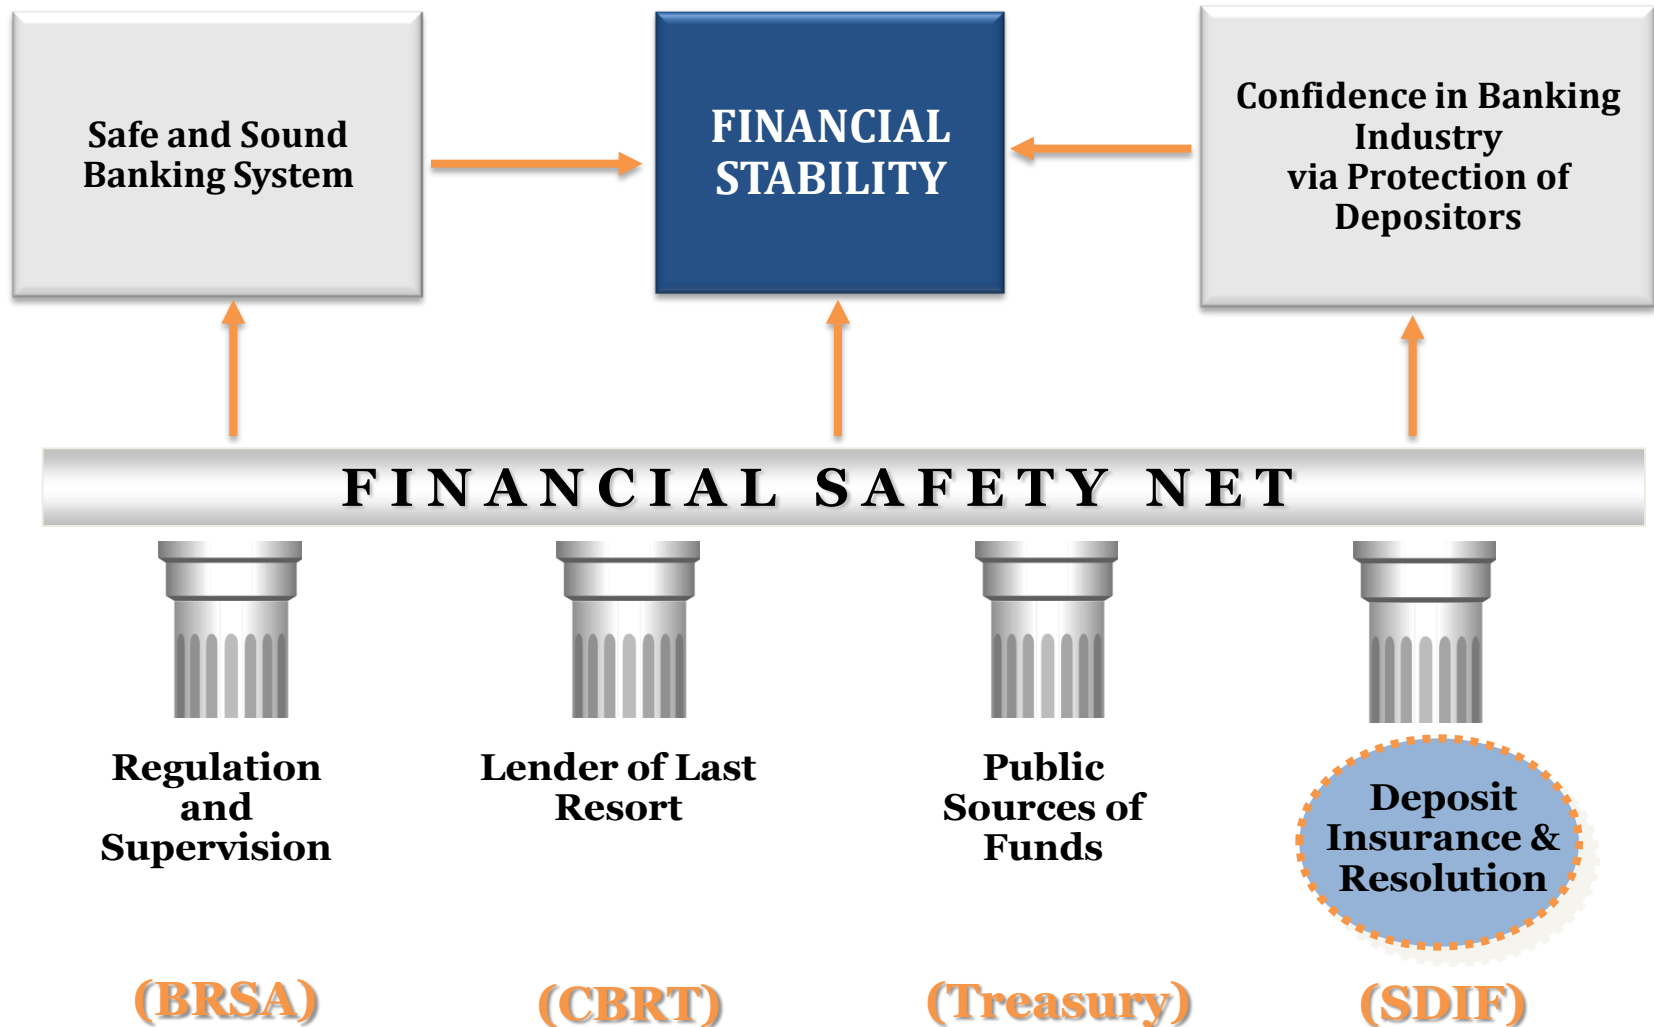 Safe and Sound
Banking System
FINANCIAL
STABILITY
Confidence in Banking
Industry
via Protection of
Depositors
FINANCIAL SAFETY NET
Regulation
and
Supervision
Lender of Last
Resort
Public
Sources of
Funds
Deposit
Insurance &
Resolution
(BRSA)
(CBRT)
(Treasury)
(SDIF)